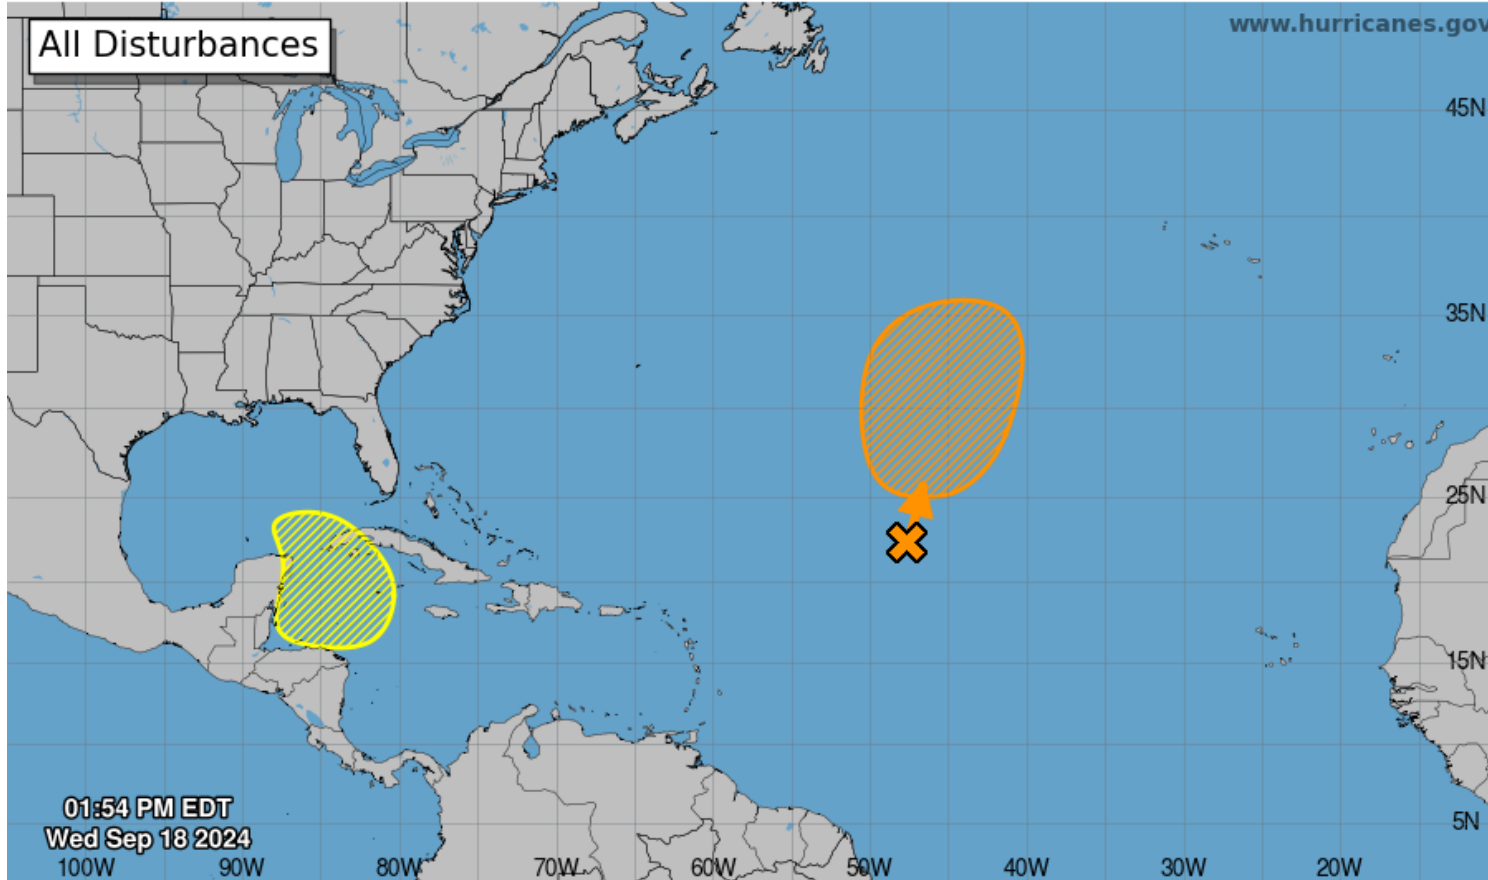 All Disturbances
www.hurricanes.gov
45N
35N
25N
15N
5N
01:54 PM EDT
Wed Sep 18 2024
100W 90W 80W 70W 60W 50W 40W 30W 20W